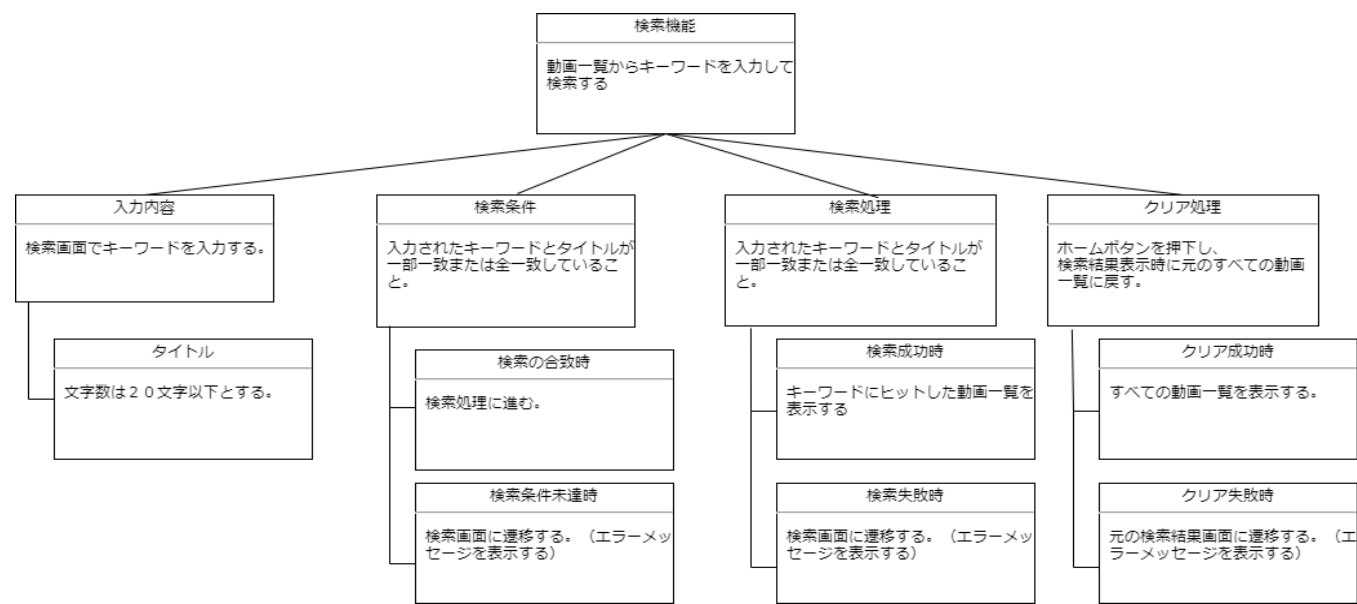 検索機能
動画一覧からキーワードを入力して
検索する
入力内容
検索画面でキーワードを入力する。
タイトル
文字数は２０文字以下とする。
検索条件
入力されたキーワードとタイトルが
一部一致または全一致しているこ
と。
検索の合致時
検索処理に進む。
検索条件未達時
検索画面に遷移する。（エラーメッ
セージを表示する）
検索処理
入力されたキーワードとタイトルが
一部一致または全一致しているこ
と。
検索成功時
キーワードにヒットした動画一覧を
表示する
検索失敗時
検索画面に遷移する。（エラーメッ
セージを表示する）
クリア処理
ホームボタンを押下し、
検索結果表示時に元のすべての動画
一覧に戻す。
クリア成功時
すべての動画一覧を表示する。
クリア失敗時
元の検索結果画面に遷移する。（エ
ラーメッセージを表示する）